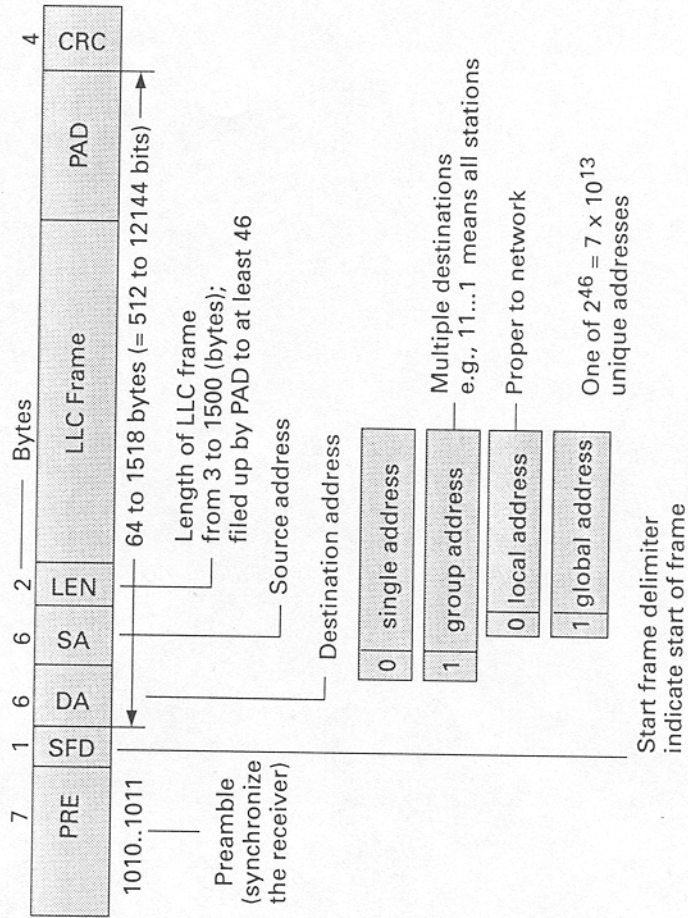 Bytes
7 1 6 6 2 4
PRE SFD DA SA LEN LLC Frame PAD CRC
1010..1011
64 to 1518 bytes (= 512 to 12144 bits)
Preamble
(synchronize
the receiver)
Length of LLC frame
from 3 to 1500 (bytes);
filed up by PAD to at least 46
Source address
Destination address
0 single address
1 group address
Multiple destinations
e.g., 11...1 means all stations
0 local address
Proper to network
1 global address
One of 2⁴⁶ = 7 x 10¹³
unique addresses
Start frame delimiter
indicate start of frame